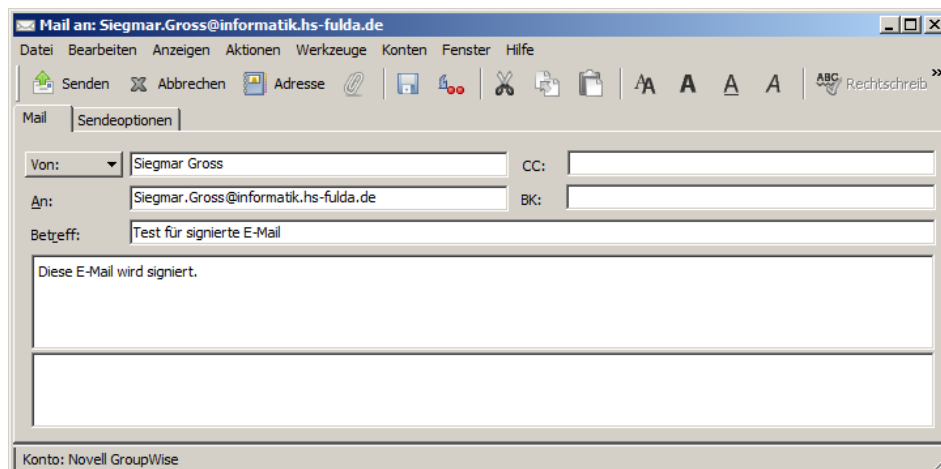 Mail an: Siegmar.Gross@informatik.hs-fulda.de
Datei Bearbeiten Anzeigen Aktionen Werkzeuge Konten Fenster Hilfe
Senden Abbrechen Adresse A A A A ABC Rechtschreib »
Mail Sendeoptionen
Von: Siegmar Gross CC:
An: Siegmar.Gross@informatik.hs-fulda.de BK:
Betreff: Test für signierte E-Mail
Diese E-Mail wird signiert.
Konto: Novell GroupWise